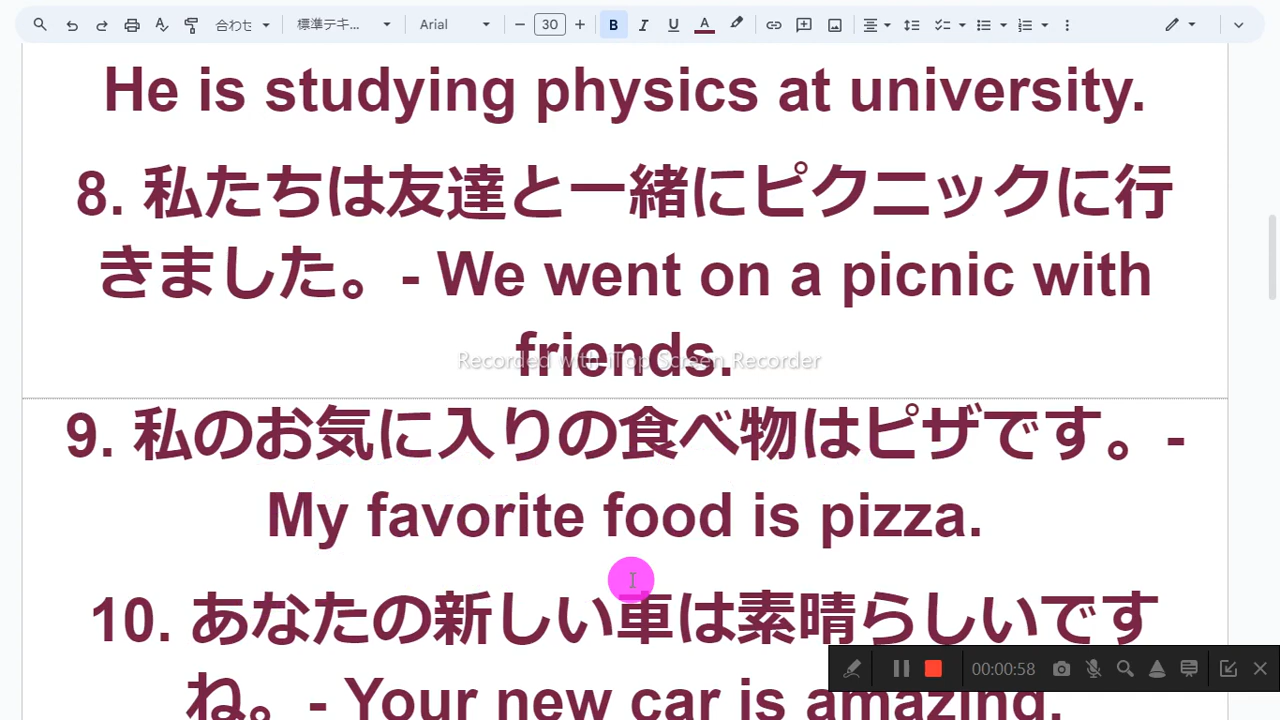 合わせ 標準テキ... Arial 30 B I U A
He is studying physics at university.
8. 私たちは友達と一緒にピクニックに行
きました。- We went on a picnic with
friends.
Recorded with iTop Screen Recorder
9. 私のお気に入りの食べ物はピザです。-
My favorite food is pizza.
10. あなたの新しい車は素晴らしいです
ね。- Your new car is amazing.
00:00:58